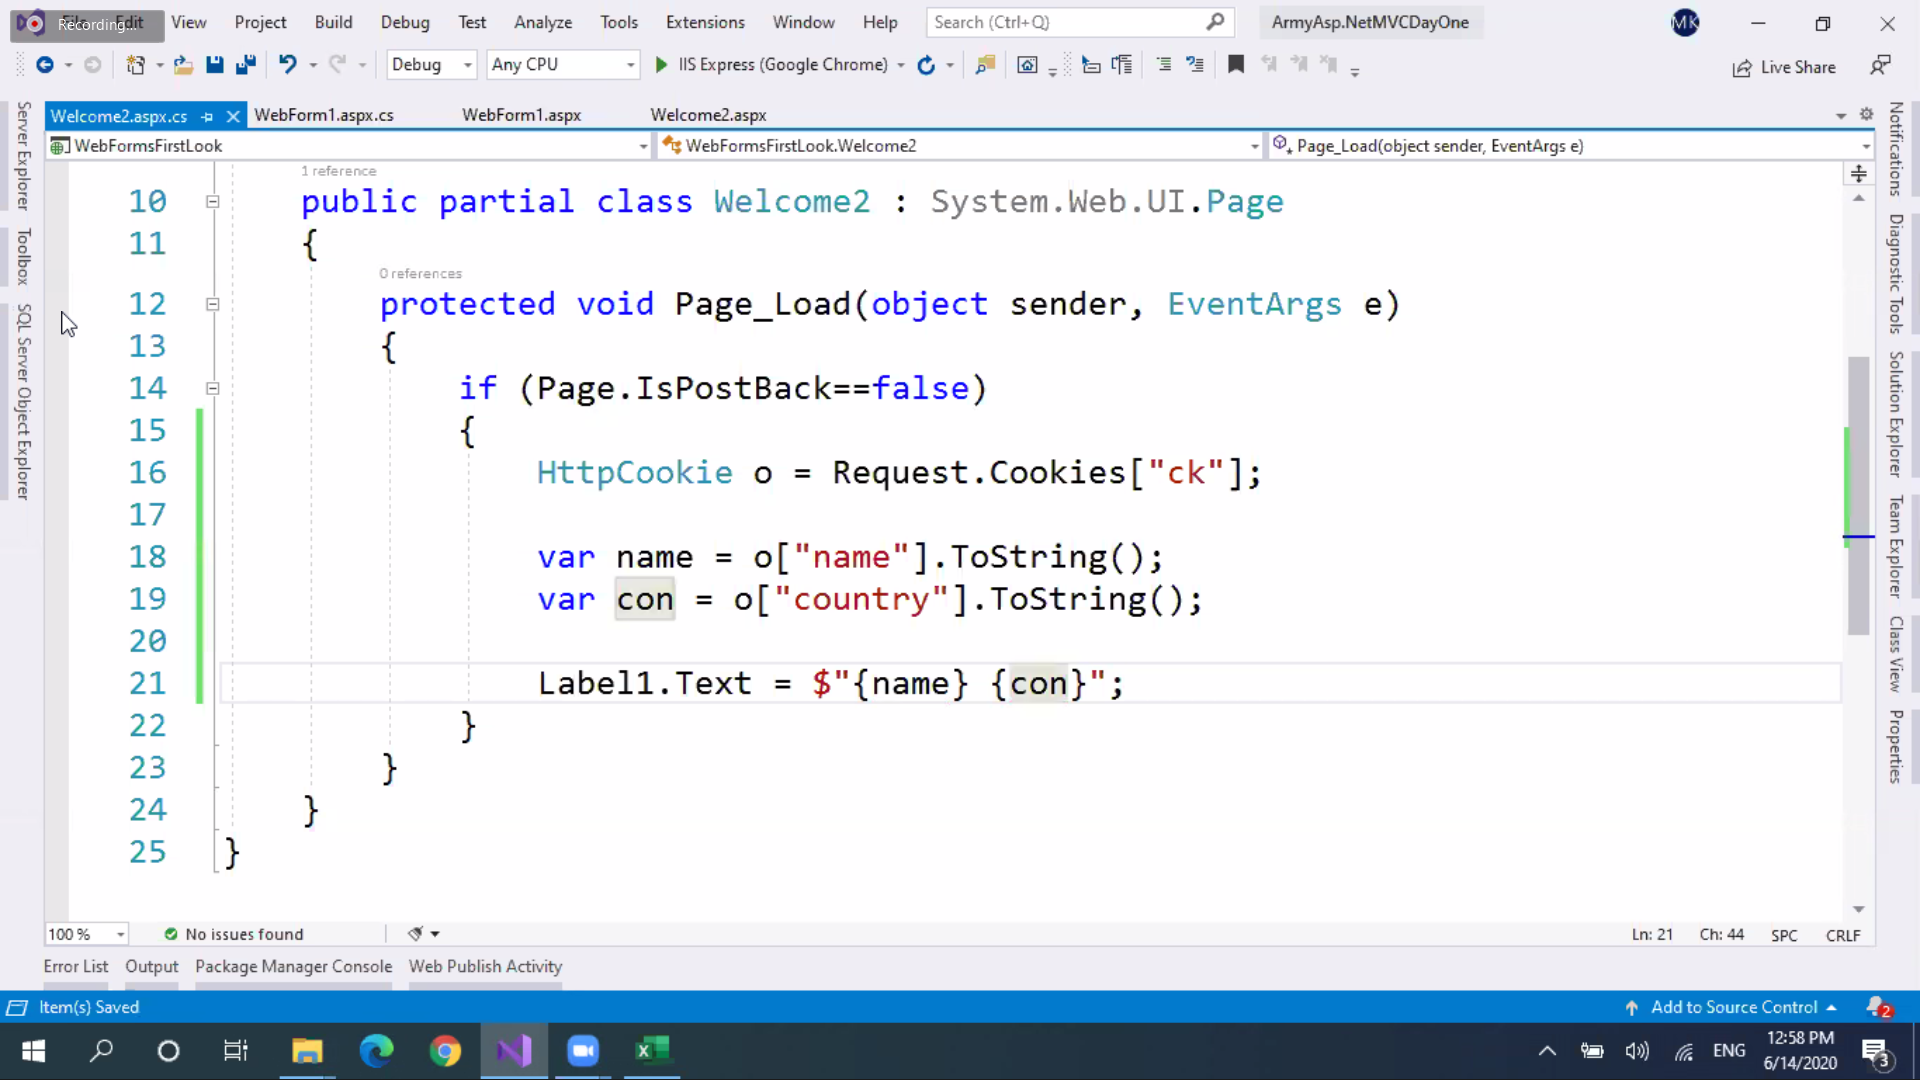 Recording...
File Edit View Project Build Debug Test Analyze Tools Extensions Window Help Search (Ctrl+Q) ArmyAsp.NetMVCDayOne MK
Debug Any CPU IIS Express (Google Chrome) Live Share
Welcome2.aspx.cs WebForm1.aspx.cs WebForm1.aspx Welcome2.aspx
WebFormsFirstLook WebFormsFirstLook.Welcome2 Page_Load(object sender, EventArgs e)
Server Explorer
Toolbox
SQL Server Object Explorer
1 reference
10 public partial class Welcome2 : System.Web.UI.Page
11 {
0 references
12 protected void Page_Load(object sender, EventArgs e)
13 {
14 if (Page.IsPostBack==false)
15 {
16 HttpCookie o = Request.Cookies["ck"];
17
18 var name = o["name"].ToString();
19 var con = o["country"].ToString();
20
21 Label1.Text = $"{name} {con}";
22 }
23 }
24 }
25 }
Notifications
Diagnostic Tools
Solution Explorer
Team Explorer
Class View
Properties
100 % No issues found Ln: 21 Ch: 44 SPC CRLF
Error List Output Package Manager Console Web Publish Activity
Item(s) Saved Add to Source Control 2
ENG 12:58 PM
6/14/2020 3